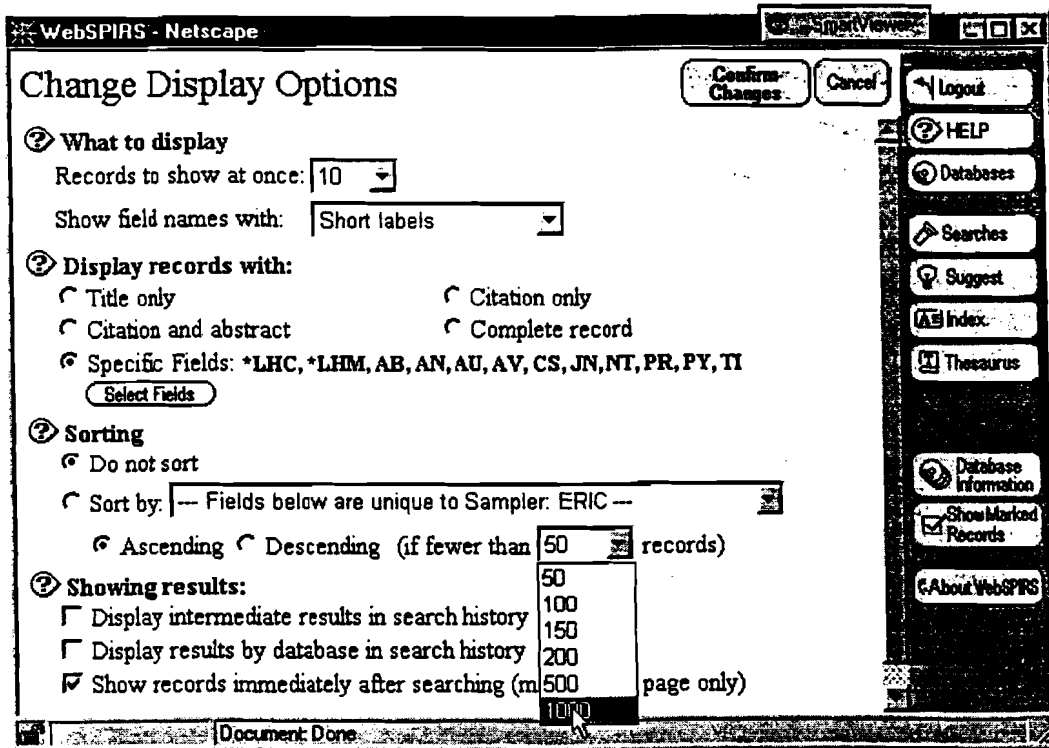 WebSPIRS - Netscape
SmartViewer
Change Display Options
Confirm Changes
Cancel
Logout
HELP
Databases
Searches
Suggest
Index
Thesaurus
Database Information
Show Marked Records
About WebSPIRS
What to display
Records to show at once: 10
Show field names with: Short labels
Display records with:
Title only Citation only
Citation and abstract Complete record
Specific Fields: *LHC, *LHM, AB, AN, AU, AV, CS, JN,NT, PR, PY, TI
Select Fields
Sorting
Do not sort
Sort by: --- Fields below are unique to Sampler: ERIC ---
Ascending Descending (if fewer than 50 records)
50
100
150
200
500
1000
Showing results:
Display intermediate results in search history
Display results by database in search history
Show records immediately after searching (m page only)
Document: Done